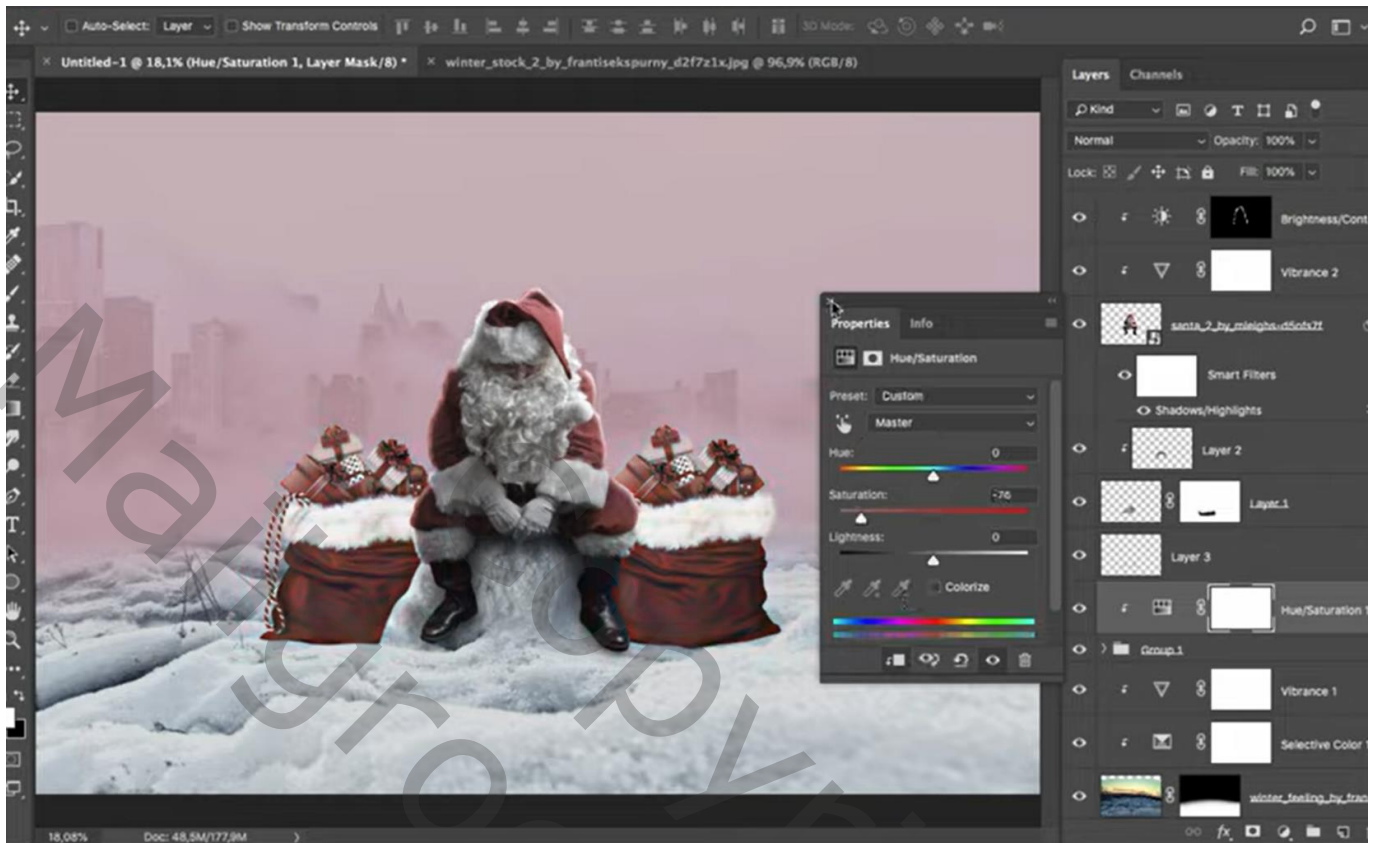 Auto-Select: Layer Show Transform Controls 3D Mode:
× Untitled-1 @ 18,1% (Hue/Saturation 1, Layer Mask/8) * × winter_stock_2_by_frantisekspurny_d2f7z1x.jpg @ 96,9% (RGB/8)
Layers Channels
Kind
Normal Opacity: 100%
Lock: Fill: 100%
Brightness/Cont
Vibrance 2
Smart Filters
Shadows/Highlights
Layer 2
Layer 1
Layer 3
Hue/Saturation 1
Group 1
Vibrance 1
Selective Color 1
winter_feeling_by_fran
fx
Properties Info
Hue/Saturation
Preset: Custom
Master
Hue: 0
Saturation: -76
Lightness: 0
Colorize
18,08% Doc: 48,5M/177,9M